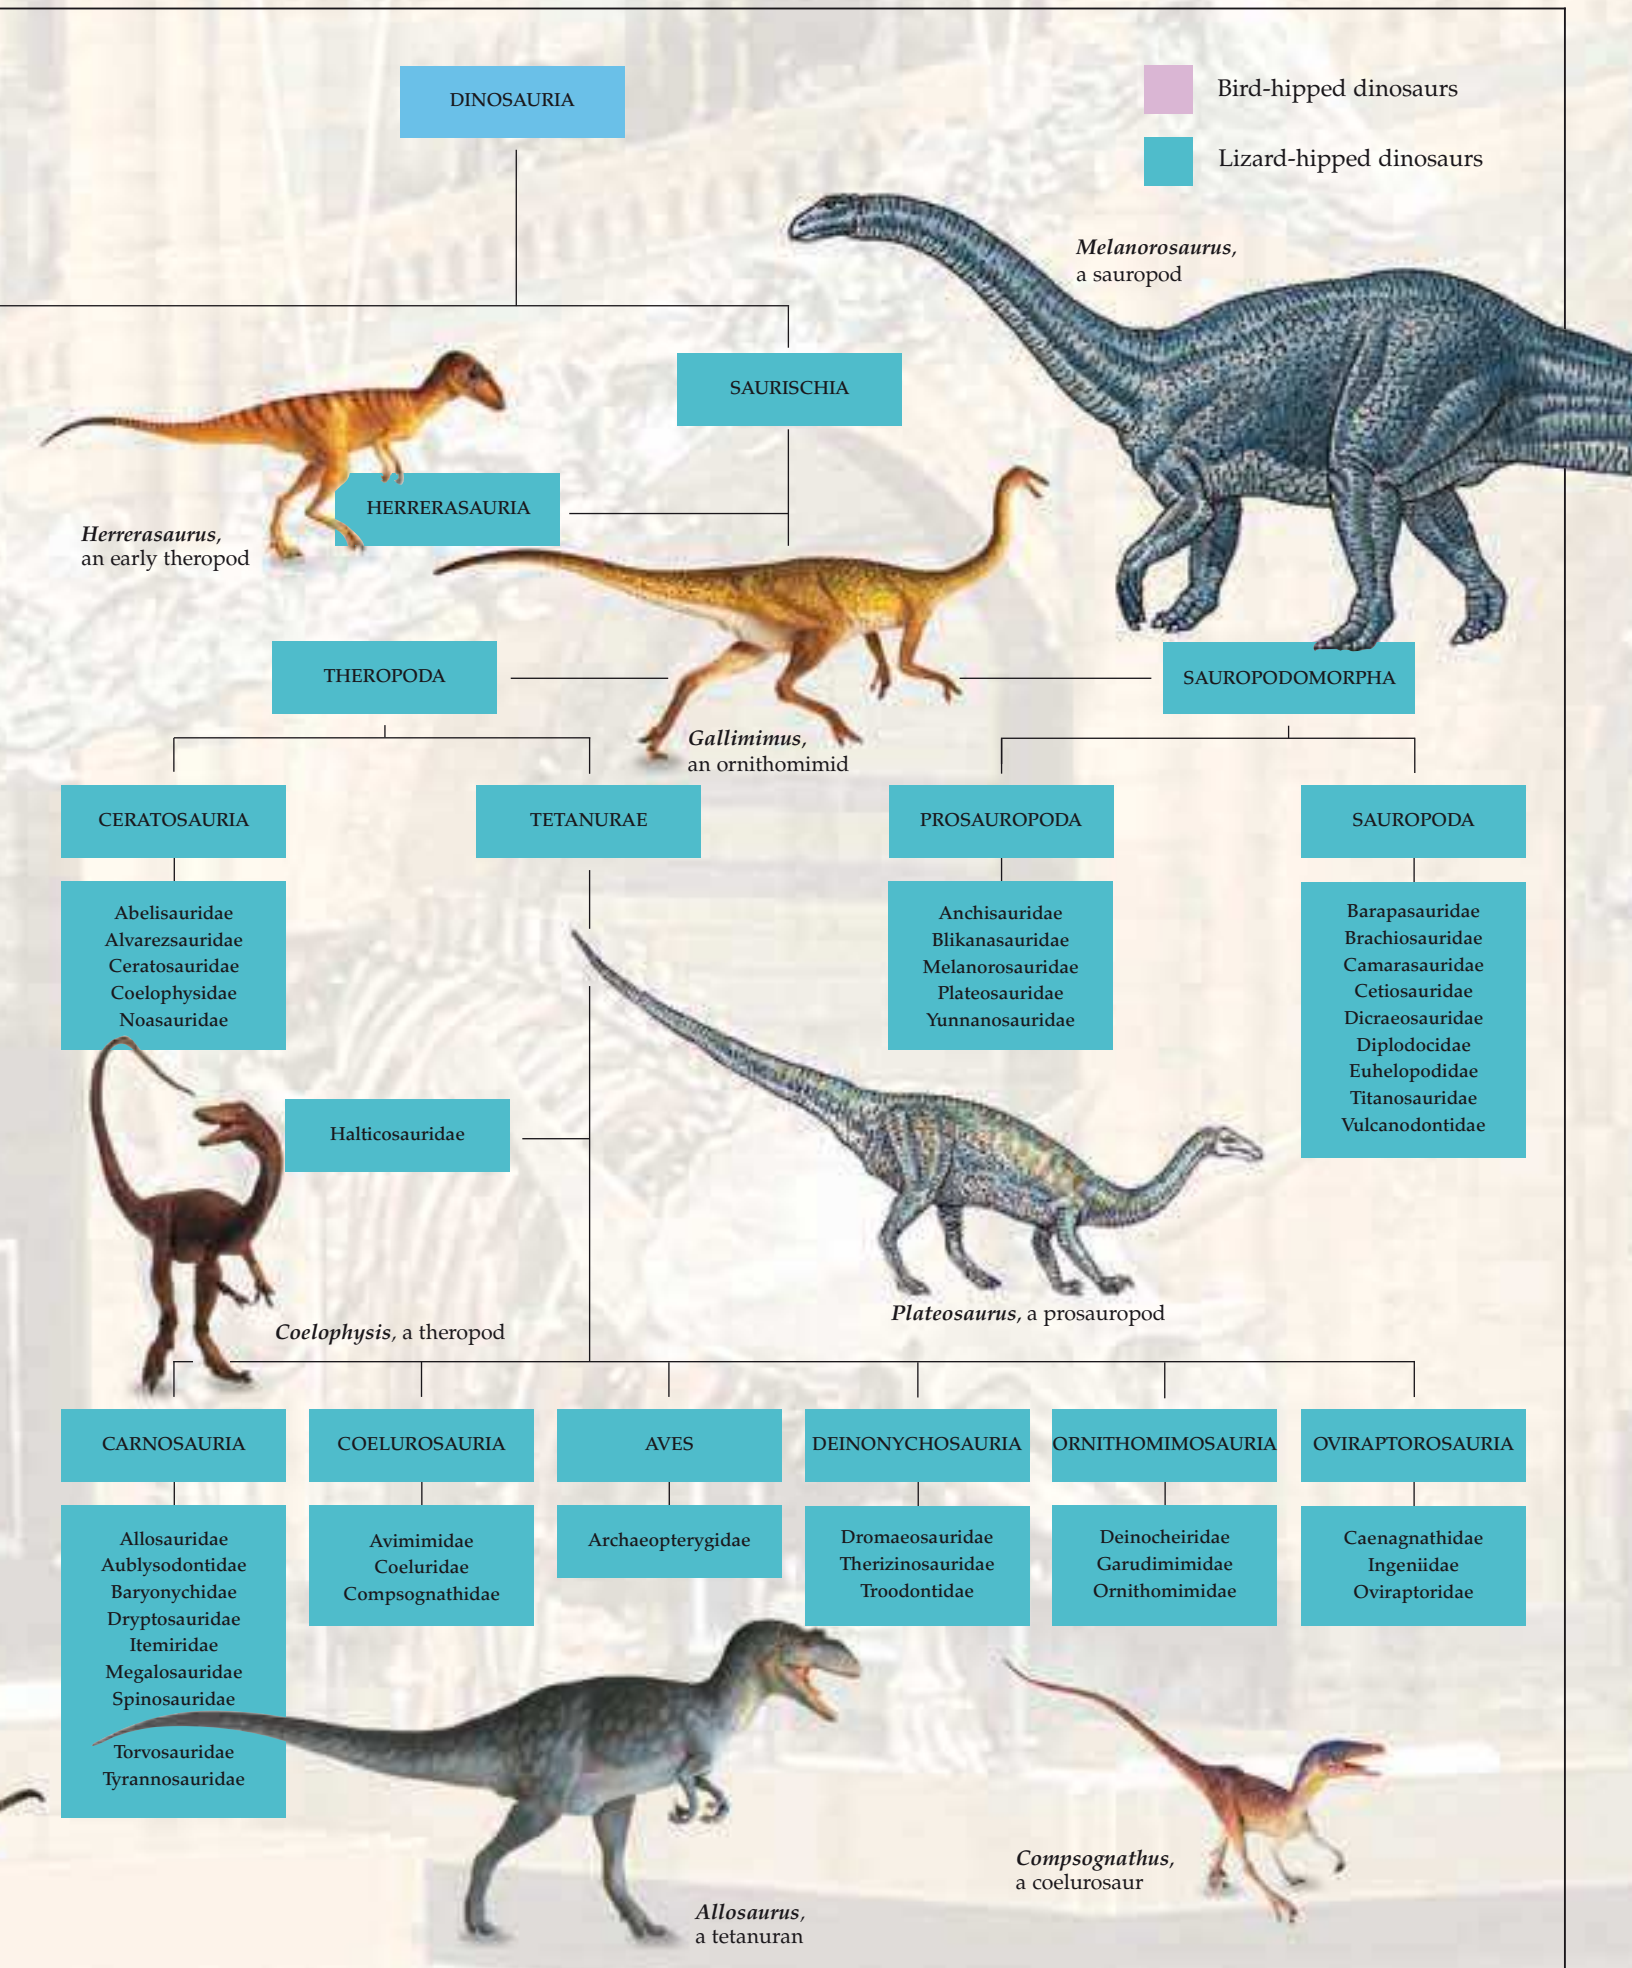 DINOSAURIA
Bird-hipped dinosaurs
Lizard-hipped dinosaurs
Melanorosaurus,
a sauropod
SAURISCHIA
HERRERASAURIA
Herrerasaurus,
an early theropod
THEROPODA
SAUROPODOMORPHA
Gallimimus,
an ornithomimid
CERATOSAURIA
TETANURAE
PROSAUROPODA
SAUROPODA
Abelisauridae
Alvarezsauridae
Ceratosauridae
Coelophysidae
Noasauridae
Anchisauridae
Blikanasauridae
Melanorosauridae
Plateosauridae
Yunnanosauridae
Barapasauridae
Brachiosauridae
Camarasauridae
Cetiosauridae
Dicraeosauridae
Diplodocidae
Euhelopodidae
Titanosauridae
Vulcanodontidae
Halticosauridae
Plateosaurus, a prosauropod
Coelophysis, a theropod
CARNOSAURIA
COELUROSAURIA
AVES
DEINONYCHOSAURIA
ORNITHOMIMOSAURIA
OVIRAPTOROSAURIA
Allosauridae
Aublysodontidae
Baryonychidae
Dryptosauridae
Itemiridae
Megalosauridae
Spinosauridae
Torvosauridae
Tyrannosauridae
Avimimidae
Coeluridae
Compsognathidae
Archaeopterygidae
Dromaeosauridae
Therizinosauridae
Troodontidae
Deinocheiridae
Garudimimidae
Ornithomimidae
Caenagnathidae
Ingeniidae
Oviraptoridae
Compsognathus,
a coelurosaur
Allosaurus,
a tetanuran